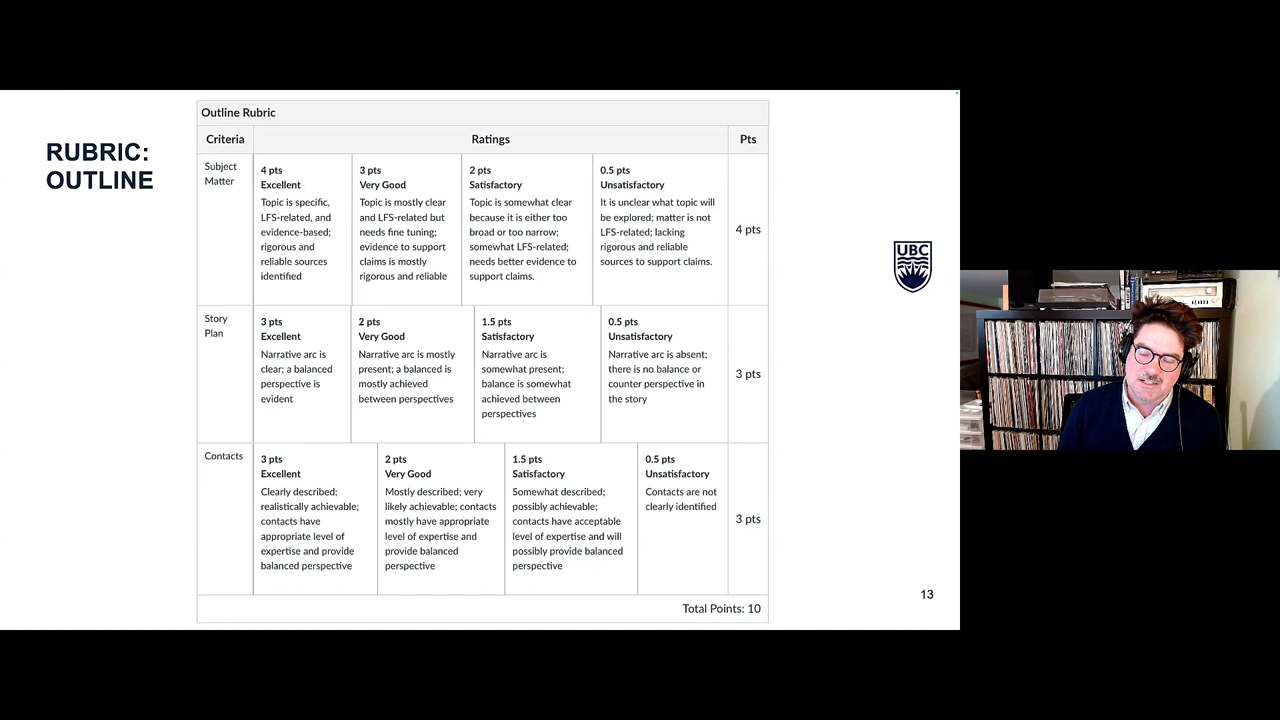 RUBRIC:
OUTLINE
Outline Rubric
Criteria
Ratings
Pts
Subject
Matter
4 pts
Excellent
Topic is specific,
LFS-related, and
evidence-based;
rigorous and
reliable sources
identified
3 pts
Very Good
Topic is mostly clear
and LFS-related but
needs fine tuning;
evidence to support
claims is mostly
rigorous and reliable
2 pts
Satisfactory
Topic is somewhat clear
because it is either too
broad or too narrow;
somewhat LFS-related;
needs better evidence to
support claims.
0.5 pts
Unsatisfactory
It is unclear what topic will
be explored; matter is not
LFS-related; lacking
rigorous and reliable
sources to support claims.
4 pts
Story
Plan
3 pts
Excellent
Narrative arc is
clear; a balanced
perspective is
evident
2 pts
Very Good
Narrative arc is mostly
present; a balanced is
mostly achieved
between perspectives
1.5 pts
Satisfactory
Narrative arc is
somewhat present;
balance is somewhat
achieved between
perspectives
0.5 pts
Unsatisfactory
Narrative arc is absent;
there is no balance or
counter perspective in
the story
3 pts
Contacts
3 pts
Excellent
Clearly described;
realistically achievable;
contacts have
appropriate level of
expertise and provide
balanced perspective
2 pts
Very Good
Mostly described; very
likely achievable; contacts
mostly have appropriate
level of expertise and
provide balanced
perspective
1.5 pts
Satisfactory
Somewhat described;
possibly achievable;
contacts have acceptable
level of expertise and will
possibly provide balanced
perspective
0.5 pts
Unsatisfactory
Contacts are not
clearly identified
3 pts
Total Points: 10
UBC
13